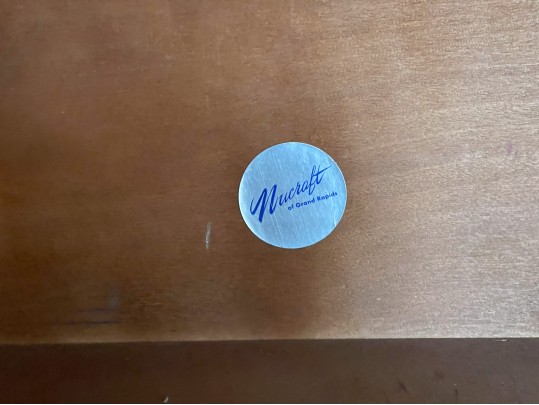 Nucraft
of Grand Rapids